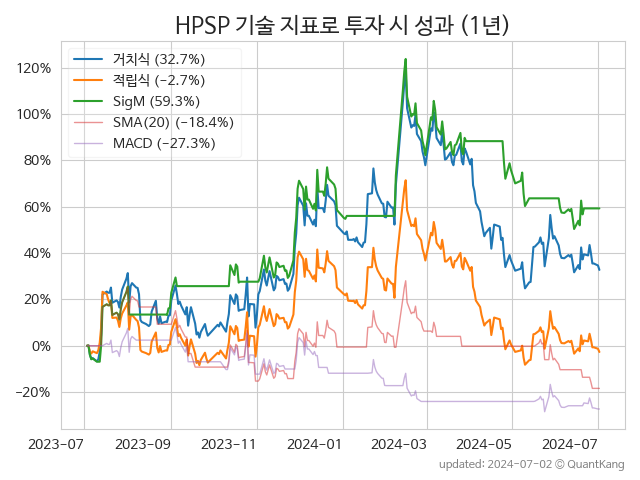 HPSP 기술 지표로 투자 시 성과 (1년)
거치식 (32.7%)
적립식 (−2.7%)
SigM (59.3%)
SMA(20) (−18.4%)
MACD (−27.3%)
120%
100%
80%
60%
40%
20%
0%
−20%
2023-07 2023-09 2023-11 2024-01 2024-03 2024-05 2024-07
updated: 2024-07-02 ⓒ QuantKang